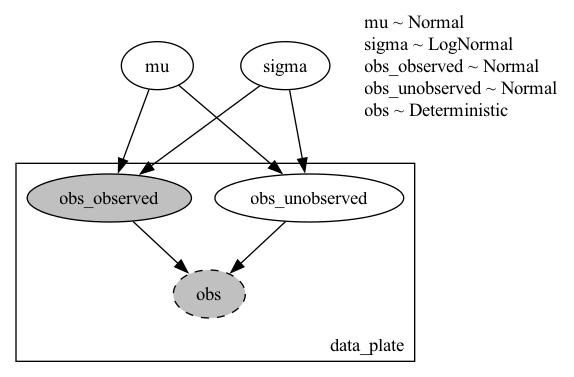 mu ~ Normal
sigma ~ LogNormal
obs_observed ~ Normal
obs_unobserved ~ Normal
obs ~ Deterministic
mu
sigma
obs_observed
obs_unobserved
obs
data_plate